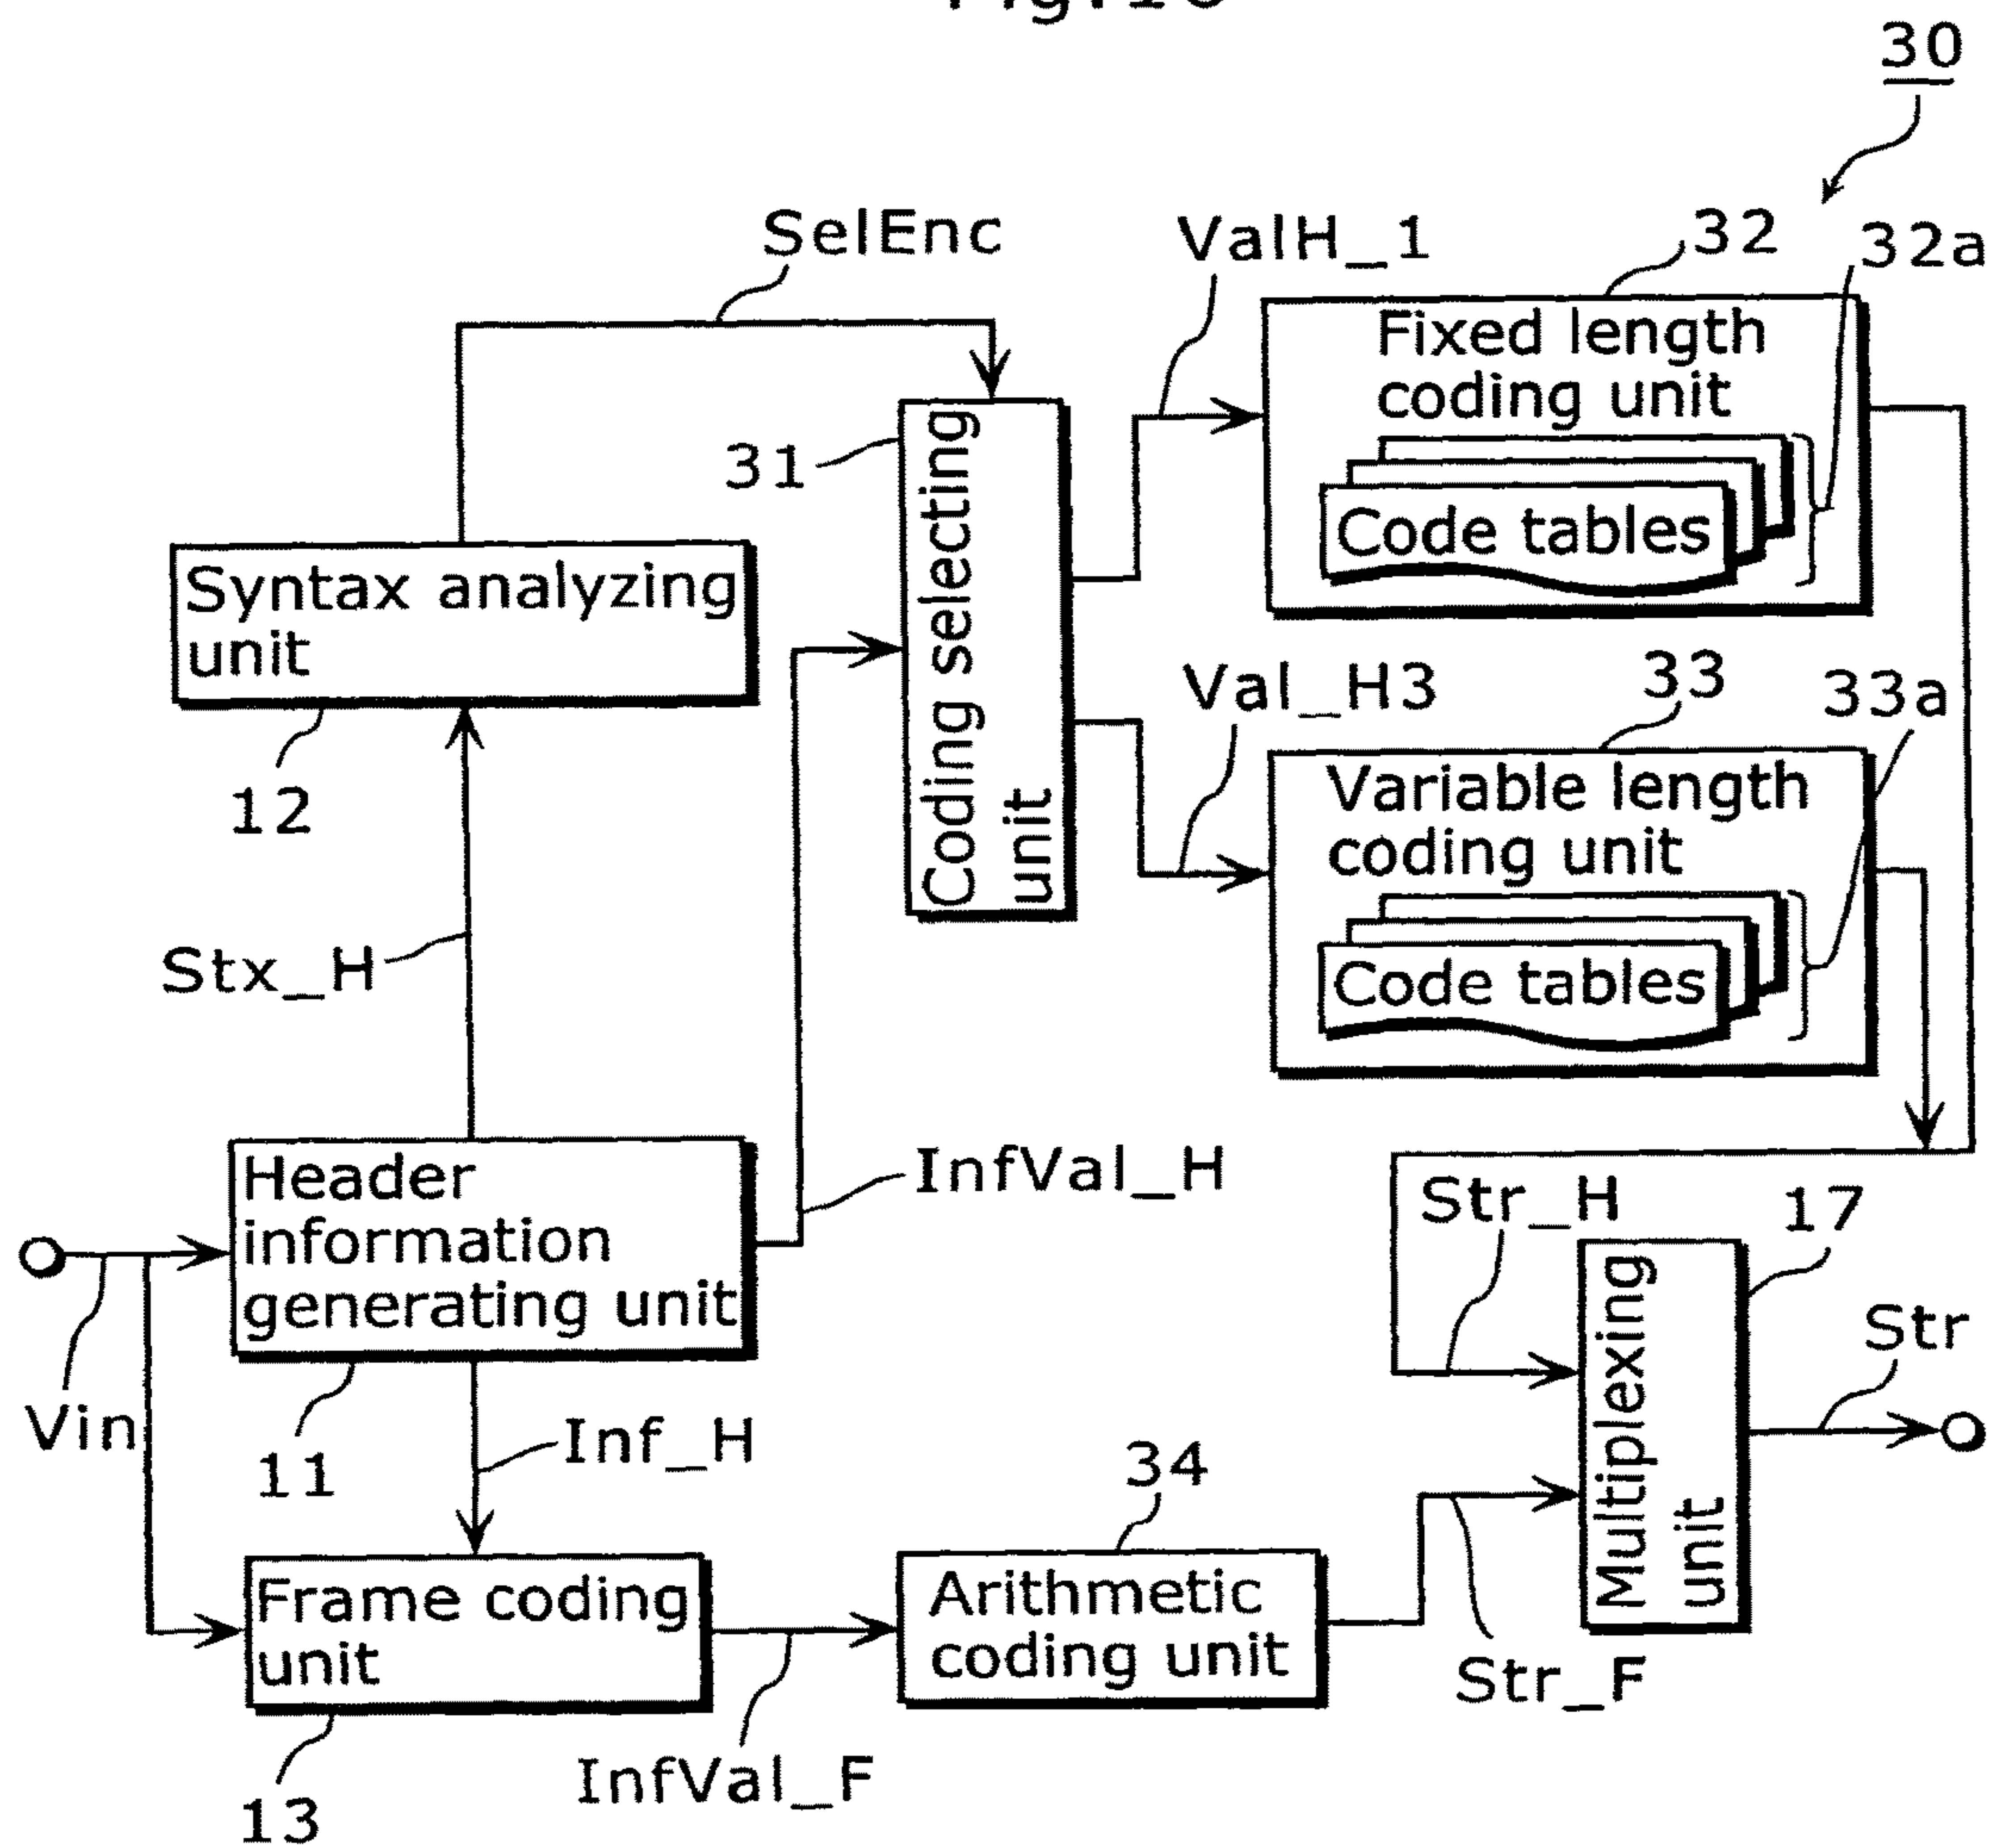 30
SelEnc
ValH_1
32
32a
Fixed length
coding unit
Code tables
31
Coding selecting
unit
Syntax analyzing
unit
12
Val_H3
33
33a
Variable length
coding unit
Code tables
Stx_H
Header
information
generating unit
InfVal_H
Str_H
17
Multiplexing
unit
Str
Vin
11
Inf_H
34
Frame coding
unit
Arithmetic
coding unit
Str_F
13
InfVal_F